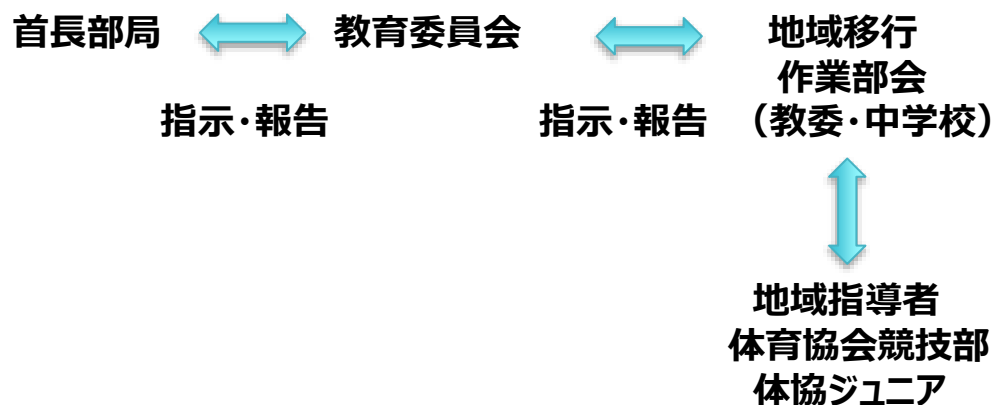 首長部局
教育委員会
地域移行
作業部会
(教委・中学校)
指示・報告
指示・報告
地域指導者
体育協会競技部
体協ジュニア